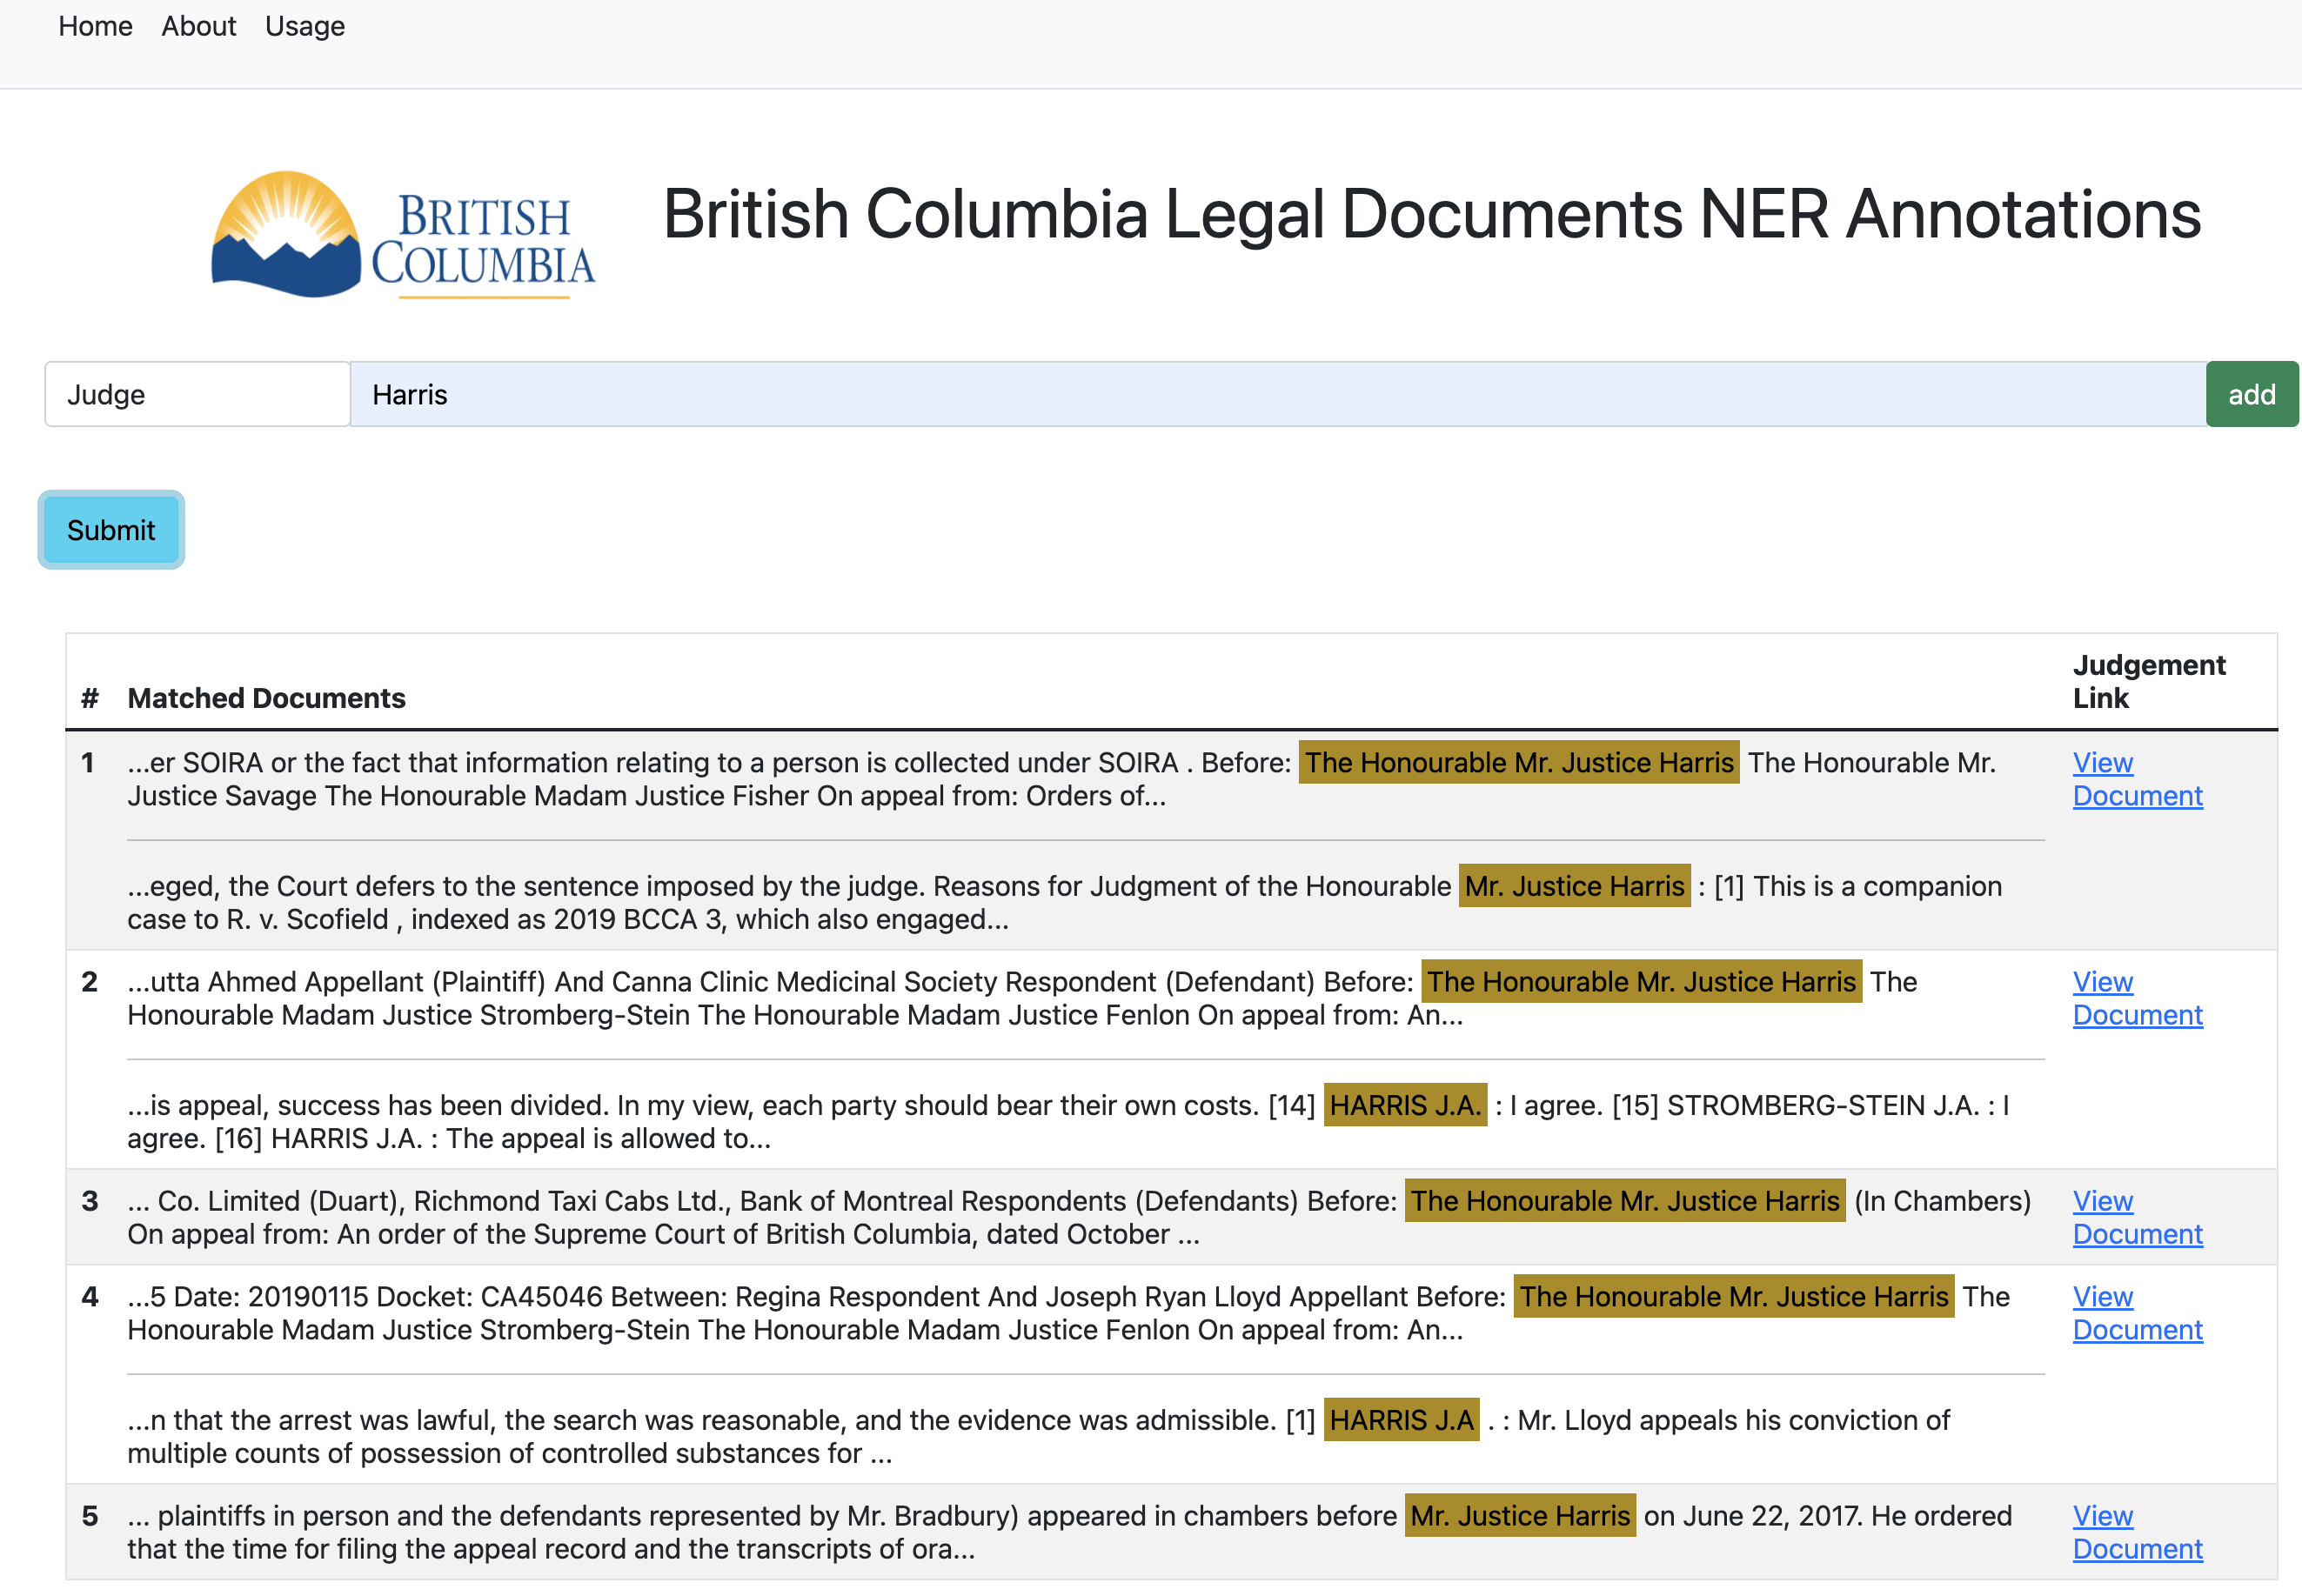 Home About Usage
BRITISH
COLUMBIA
British Columbia Legal Documents NER Annotations
Judge Harris add
Submit
# Matched Documents Judgement
Link
1 ...er SOIRA or the fact that information relating to a person is collected under SOIRA . Before: The Honourable Mr. Justice Harris The Honourable Mr. View
Justice Savage The Honourable Madam Justice Fisher On appeal from: Orders of... Document
...eged, the Court defers to the sentence imposed by the judge. Reasons for Judgment of the Honourable Mr. Justice Harris : [1] This is a companion
case to R. v. Scofield , indexed as 2019 BCCA 3, which also engaged...
2 ...utta Ahmed Appellant (Plaintiff) And Canna Clinic Medicinal Society Respondent (Defendant) Before: The Honourable Mr. Justice Harris The View
Honourable Madam Justice Stromberg-Stein The Honourable Madam Justice Fenlon On appeal from: An... Document
...is appeal, success has been divided. In my view, each party should bear their own costs. [14] HARRIS J.A. : I agree. [15] STROMBERG-STEIN J.A. : I
agree. [16] HARRIS J.A. : The appeal is allowed to...
3 ... Co. Limited (Duart), Richmond Taxi Cabs Ltd., Bank of Montreal Respondents (Defendants) Before: The Honourable Mr. Justice Harris (In Chambers) View
On appeal from: An order of the Supreme Court of British Columbia, dated October ... Document
4 ...5 Date: 20190115 Docket: CA45046 Between: Regina Respondent And Joseph Ryan Lloyd Appellant Before: The Honourable Mr. Justice Harris The View
Honourable Madam Justice Stromberg-Stein The Honourable Madam Justice Fenlon On appeal from: An... Document
...n that the arrest was lawful, the search was reasonable, and the evidence was admissible. [1] HARRIS J.A . : Mr. Lloyd appeals his conviction of
multiple counts of possession of controlled substances for ...
5 ... plaintiffs in person and the defendants represented by Mr. Bradbury) appeared in chambers before Mr. Justice Harris on June 22, 2017. He ordered View
that the time for filing the appeal record and the transcripts of ora... Document